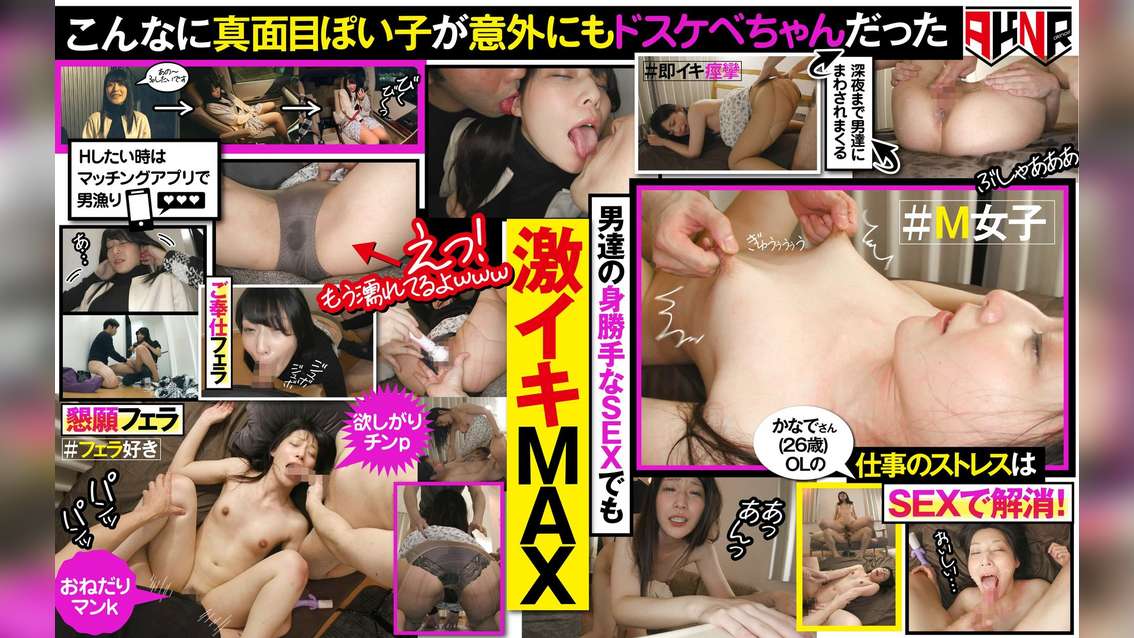 こんなに真面目ぽい子が意外にもドスケベちゃんだった
AHNR
あの〜
びく〜っ
Hしたい時は
マッチングアプリで
男漁り
#即イキ痙攣
深夜まで男達に
まわされまくる
ぶしゃあああ
#M女子
ぎゅうぅぅぅ
あ…
えっ!
もう濡れてるよwww
ご奉仕フェラ
激イキMAX
男達の身勝手なSEXでも
懇願フェラ
#フェラ好き
欲しがり
チンp
パンッ
パンッ
おねだり
マンk
あっ
あんっ
かなでさん
(26歳)
OLの
仕事のストレスは
SEXで解消!
おいしい…